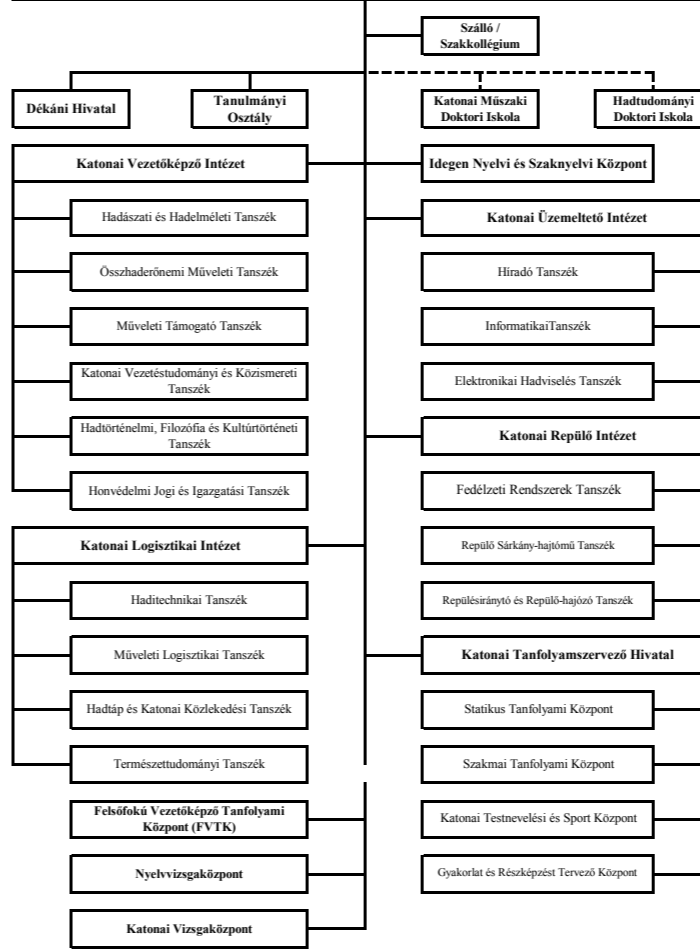 Szálló /
Szakkollégium
Dékáni Hivatal
Tanulmányi
Osztály
Katonai Műszaki
Doktori Iskola
Hadtudományi
Doktori Iskola
Katonai Vezetőképző Intézet
Idegen Nyelvi és Szaknyelvi Központ
Hadászati és Hadelméleti Tanszék
Katonai Üzemeltető Intézet
Összhaderőnemi Műveleti Tanszék
Híradó Tanszék
Műveleti Támogató Tanszék
InformatikaiTanszék
Katonai Vezetéstudományi és Közismereti
Tanszék
Elektronikai Hadviselés Tanszék
Hadtörténelmi, Filozófia és Kultúrtörténeti
Tanszék
Katonai Repülő Intézet
Honvédelmi Jogi és Igazgatási Tanszék
Fedélzeti Rendszerek Tanszék
Katonai Logisztikai Intézet
Repülő Sárkány-hajtómű Tanszék
Haditechnikai Tanszék
Repülésiránytó és Repülő-hajózó Tanszék
Műveleti Logisztikai Tanszék
Katonai Tanfolyamszervező Hivatal
Hadtáp és Katonai Közlekedési Tanszék
Statikus Tanfolyami Központ
Természettudományi Tanszék
Szakmai Tanfolyami Központ
Felsőfokú Vezetőképző Tanfolyami
Központ (FVTK)
Katonai Testnevelési és Sport Központ
Nyelvvizsgaközpont
Gyakorlat és Részképzést Tervező Központ
Katonai Vizsgaközpont